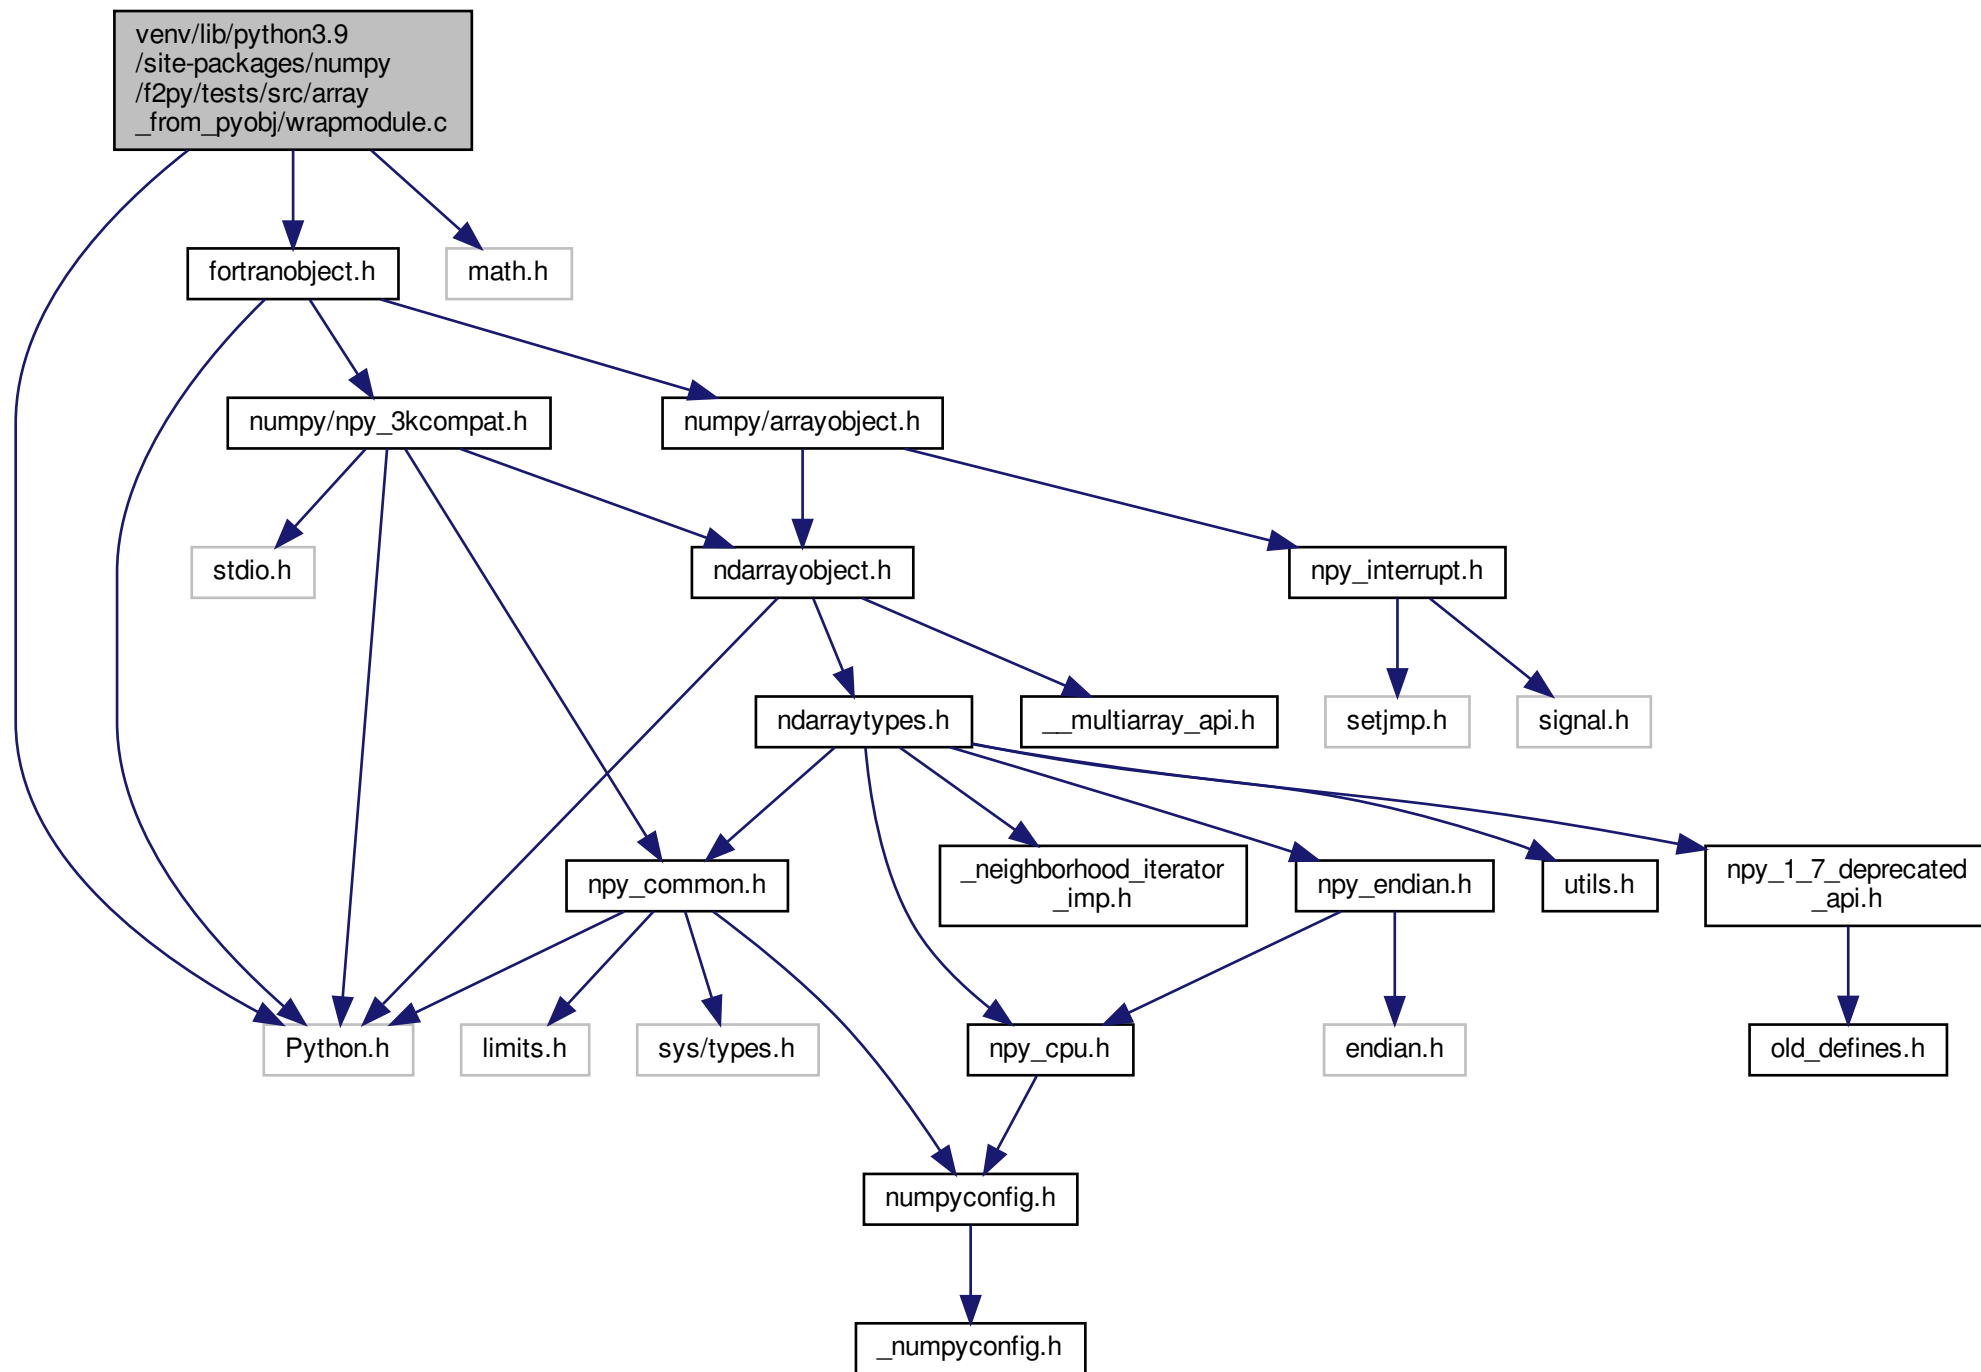 venv/lib/python3.9
/site-packages/numpy
/f2py/tests/src/array
_from_pyobj/wrapmodule.c
fortranobject.h
math.h
numpy/npy_3kcompat.h
numpy/arrayobject.h
stdio.h
ndarrayobject.h
npy_interrupt.h
ndarraytypes.h
__multiarray_api.h
setjmp.h
signal.h
npy_common.h
_neighborhood_iterator
_imp.h
npy_endian.h
utils.h
npy_1_7_deprecated
_api.h
Python.h
limits.h
sys/types.h
npy_cpu.h
endian.h
old_defines.h
numpyconfig.h
_numpyconfig.h